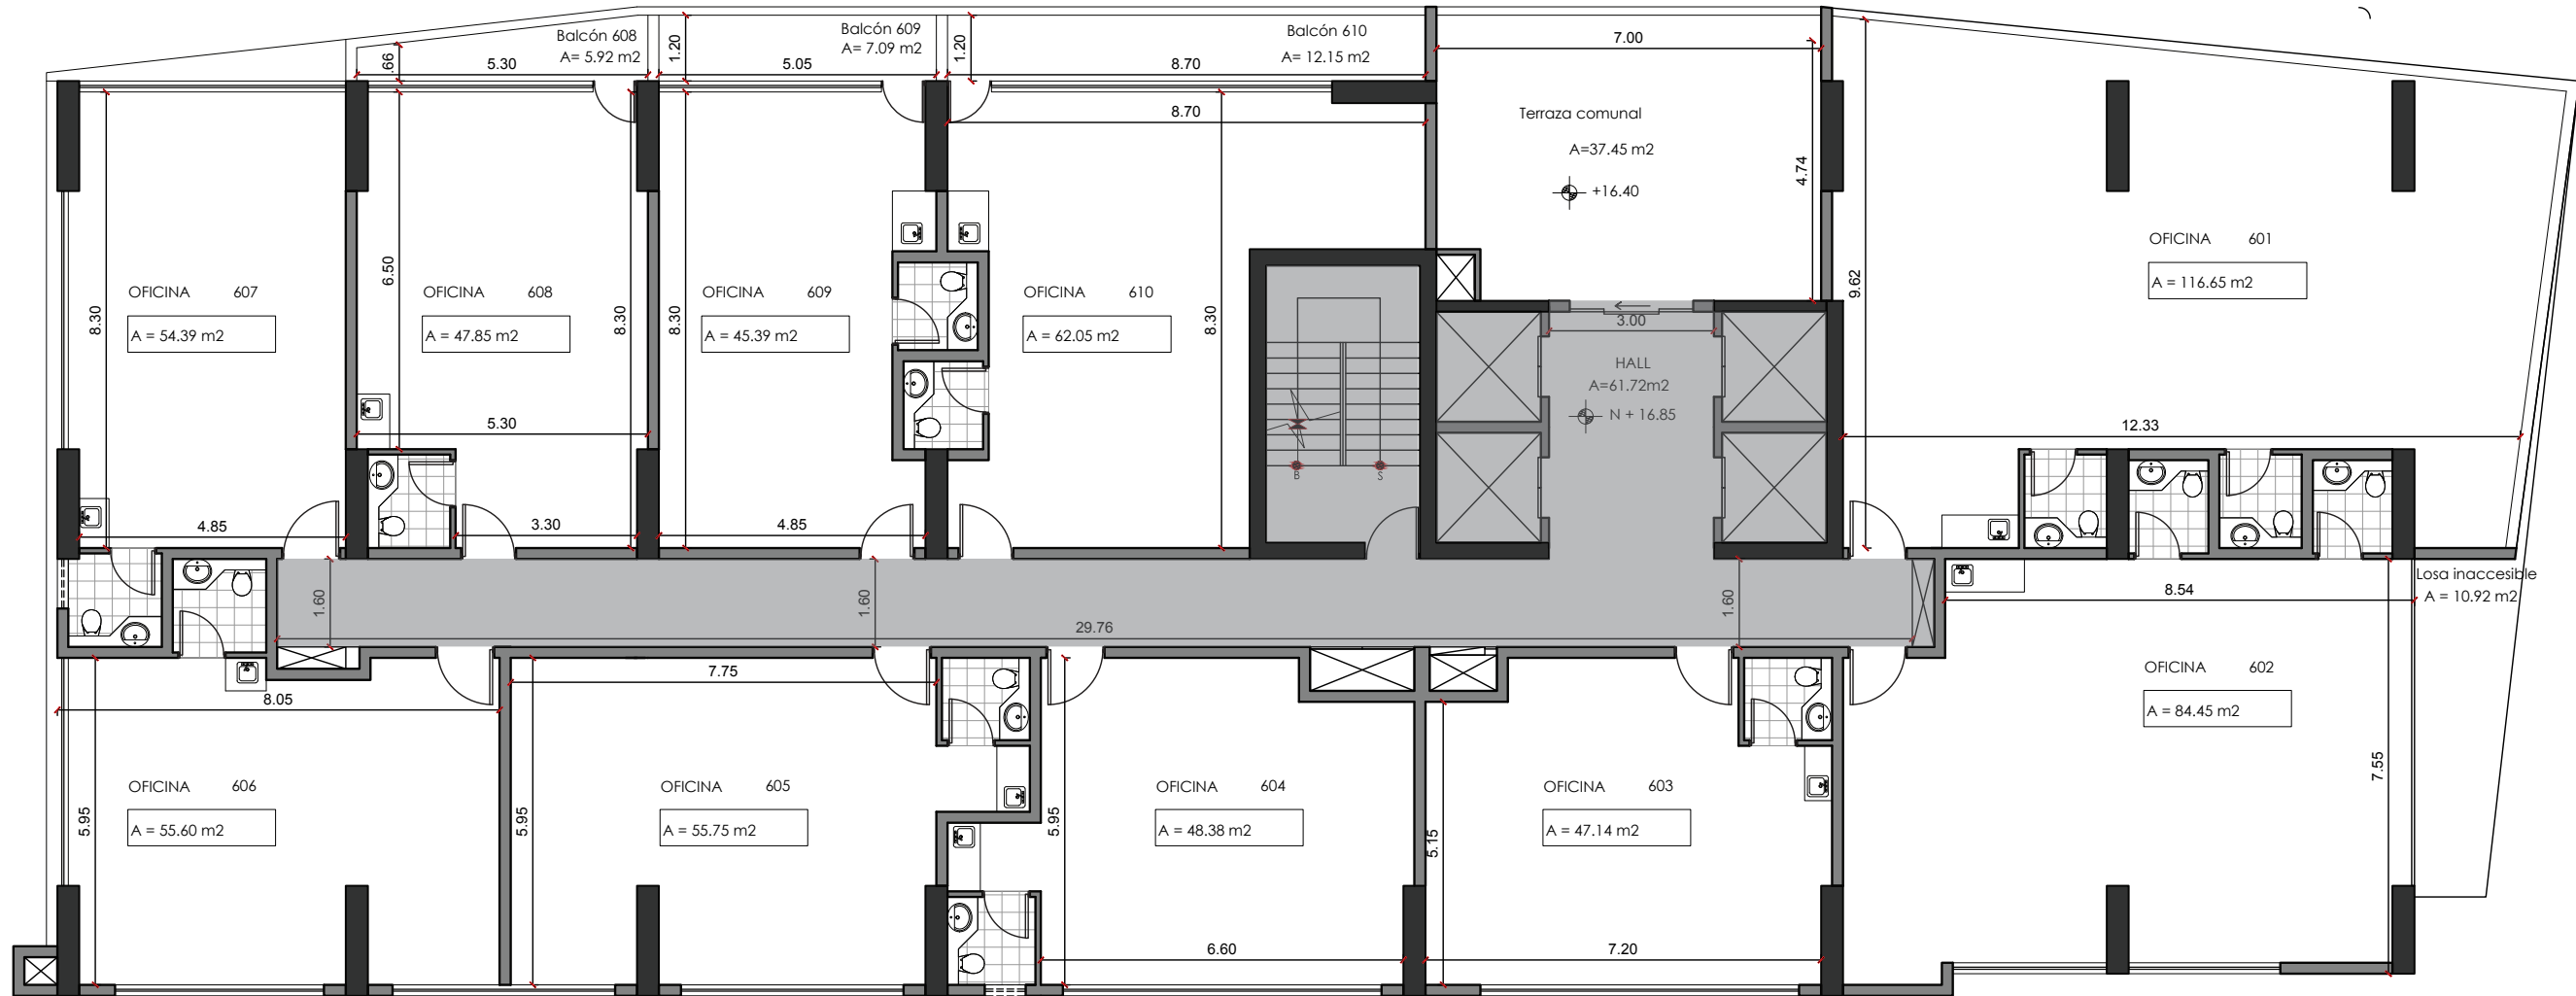 Balcón 608
A= 5.92 m2
Balcón 609
A= 7.09 m2
Balcón 610
A= 12.15 m2
.66
5.30
1.20
5.05
1.20
8.70
8.70
7.00
Terraza comunal
A=37.45 m2
+16.40
4.74
9.62
OFICINA 601
A = 116.65 m2
12.33
OFICINA 607
A = 54.39 m2
8.30
4.85
OFICINA 608
A = 47.85 m2
6.50
8.30
5.30
3.30
OFICINA 609
A = 45.39 m2
8.30
4.85
OFICINA 610
A = 62.05 m2
8.30
B
S
3.00
HALL
A=61.72m2
N + 16.85
1.60
1.60
1.60
29.76
Losa inaccesible
A = 10.92 m2
8.54
OFICINA 602
A = 84.45 m2
7.55
8.05
OFICINA 606
A = 55.60 m2
5.95
7.75
OFICINA 605
A = 55.75 m2
5.95
OFICINA 604
A = 48.38 m2
5.95
6.60
OFICINA 603
A = 47.14 m2
5.15
7.20